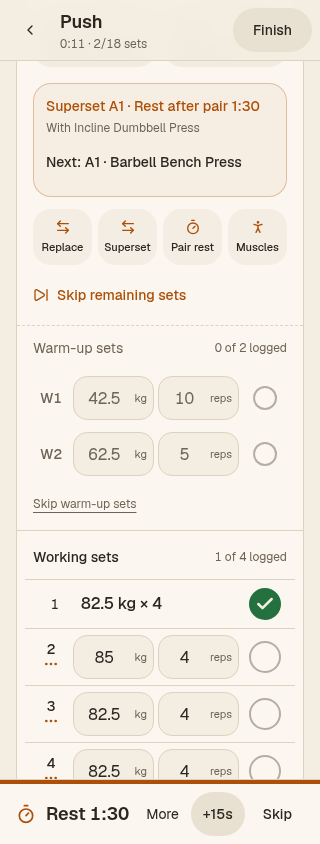 Push
0:11 · 2/18 sets
Finish
Superset A1 · Rest after pair 1:30
With Incline Dumbbell Press
Next: A1 · Barbell Bench Press
Replace
Superset
Pair rest
Muscles
Skip remaining sets
Warm-up sets
0 of 2 logged
W1
42.5 kg
10 reps
W2
62.5 kg
5 reps
Skip warm-up sets
Working sets
1 of 4 logged
1
82.5 kg × 4
2
85 kg
4 reps
3
82.5 kg
4 reps
4
82.5 kg
4 reps
Rest 1:30
More
+15s
Skip